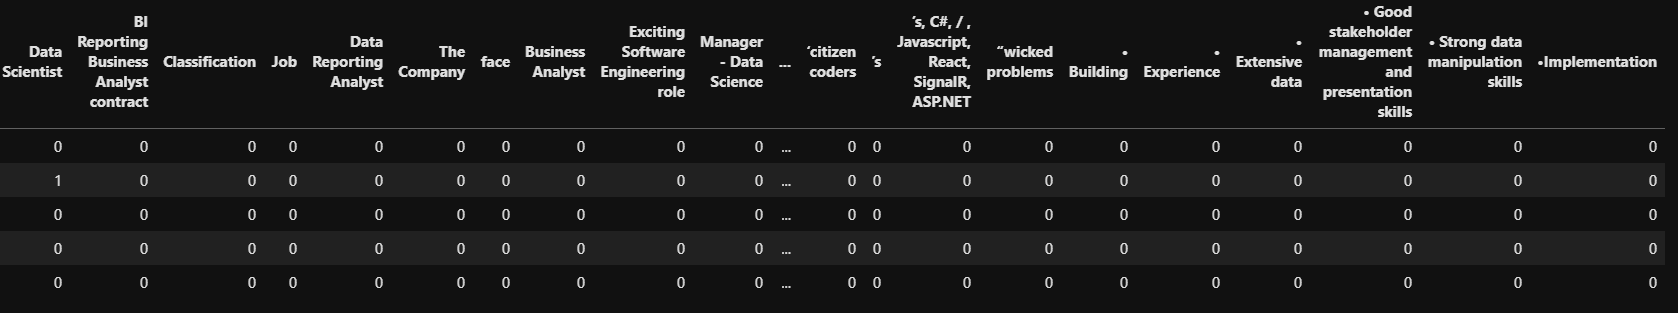 Data
Scientist
BI
Reporting
Business
Analyst
contract
Classification
Job
Data
Reporting
Analyst
The
Company
face
Business
Analyst
Exciting
Software
Engineering
role
Manager
- Data
Science
...
‘citizen
coders
’s
’s, C#, / ,
Javascript,
React,
SignalR,
ASP.NET
“wicked
problems
•
Building
•
Experience
•
Extensive
data
• Good
stakeholder
management
and
presentation
skills
• Strong data
manipulation
skills
•Implementation
0 0 0 0 0 0 0 0 0 0 ... 0 0 0 0 0 0 0 0 0 0
1 0 0 0 0 0 0 0 0 0 ... 0 0 0 0 0 0 0 0 0 0
0 0 0 0 0 0 0 0 0 0 ... 0 0 0 0 0 0 0 0 0 0
0 0 0 0 0 0 0 0 0 0 ... 0 0 0 0 0 0 0 0 0 0
0 0 0 0 0 0 0 0 0 0 ... 0 0 0 0 0 0 0 0 0 0